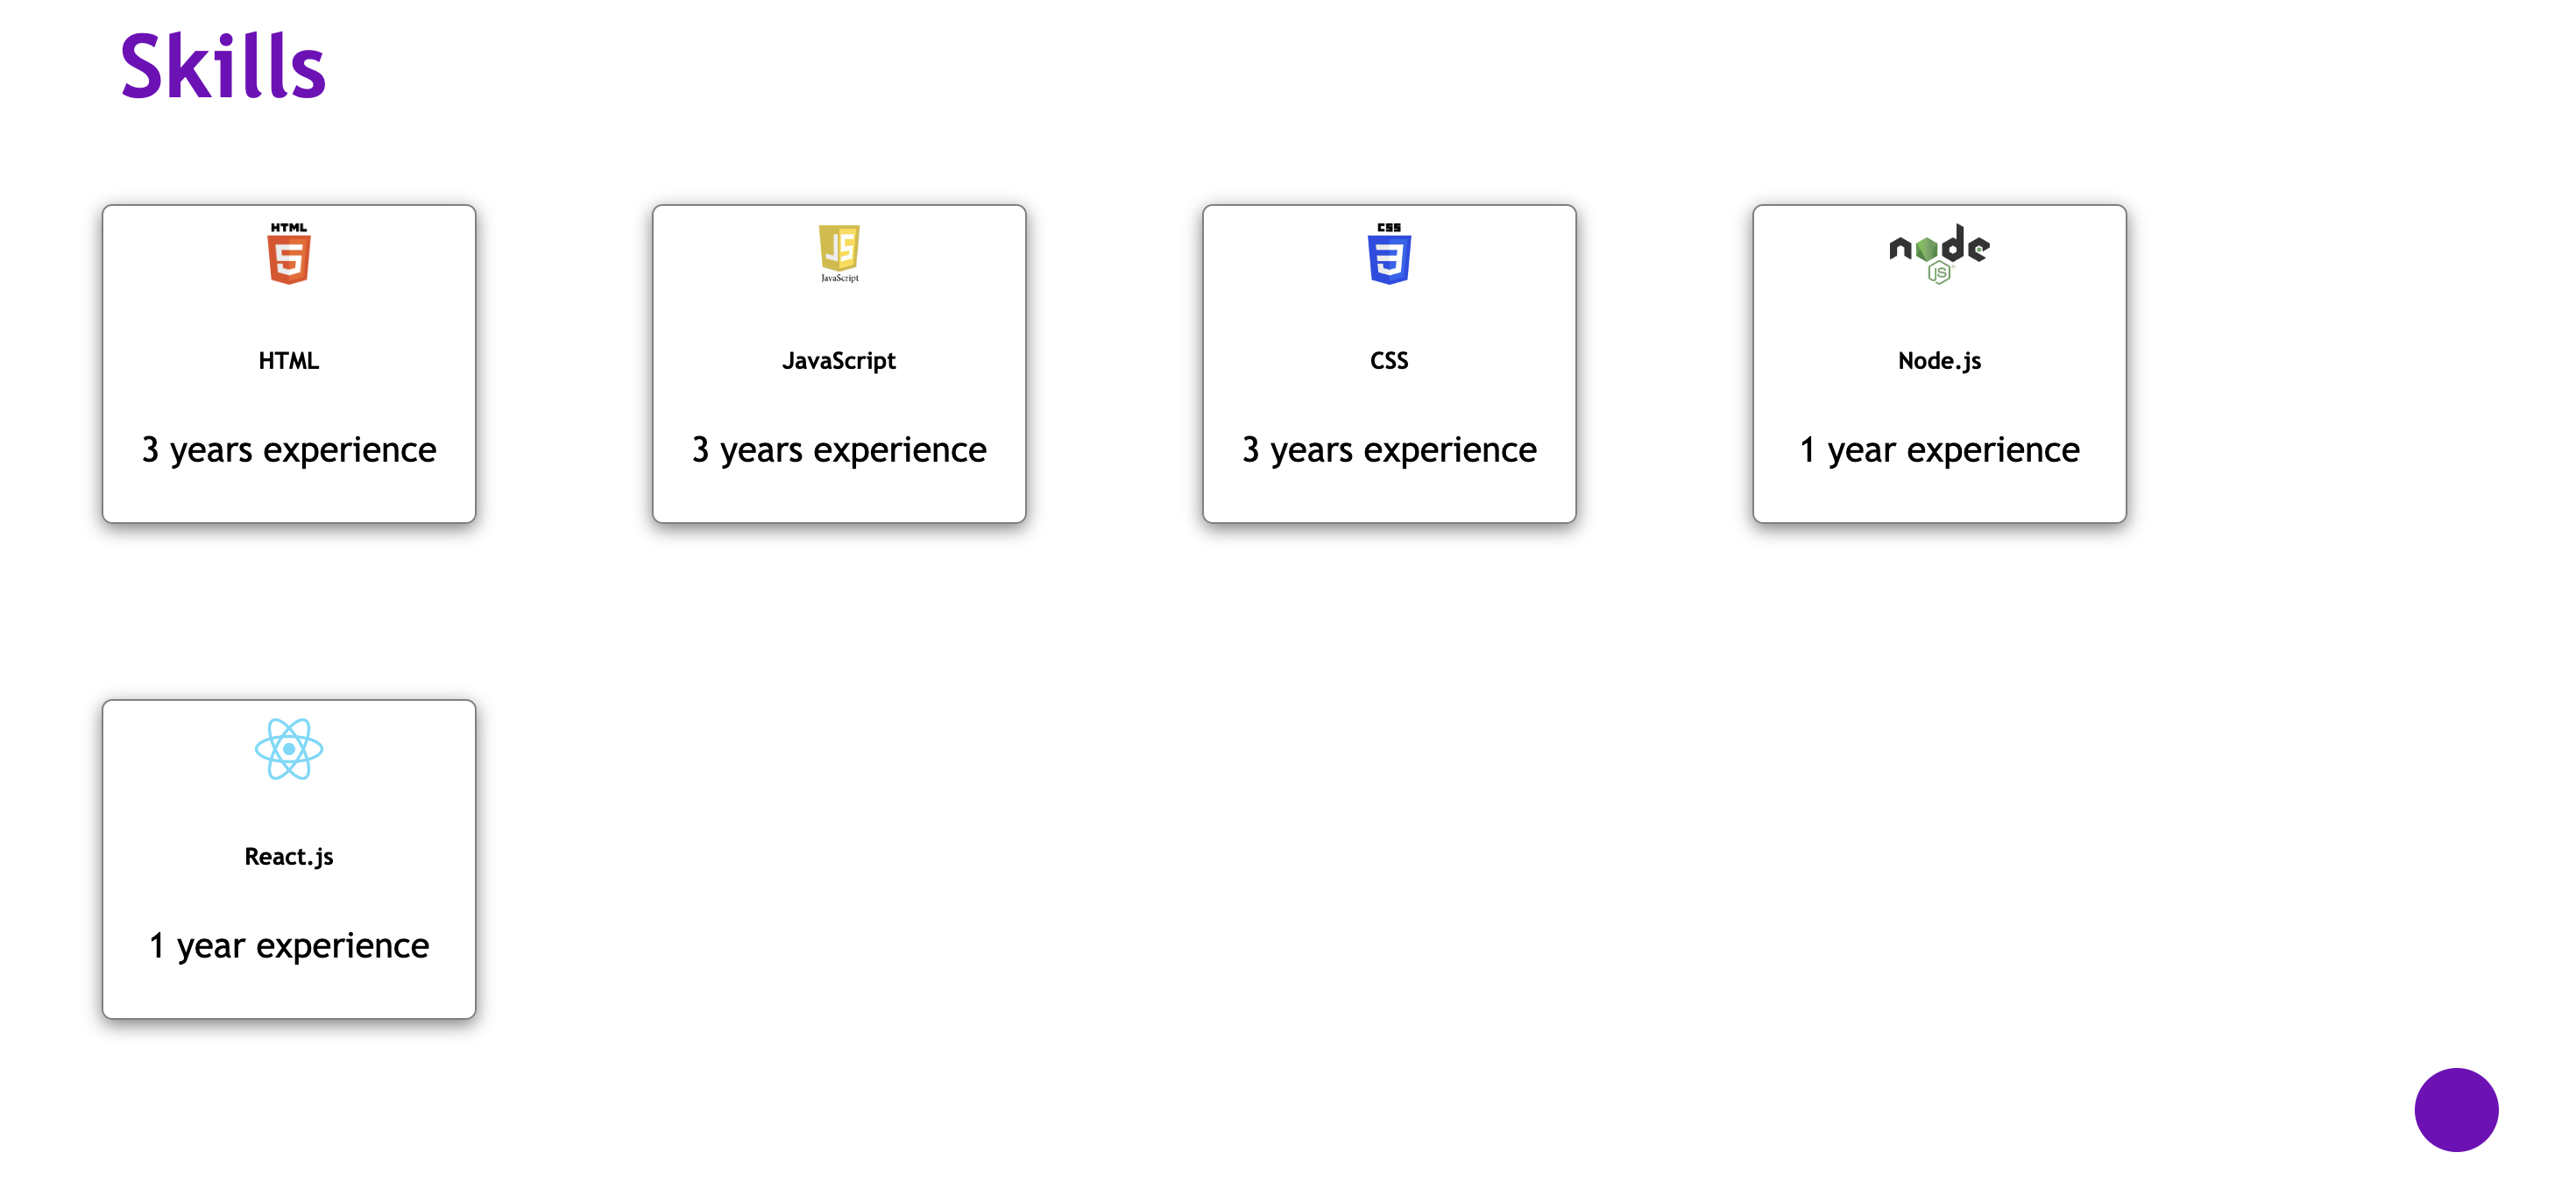 Skills
HTML
5
HTML
3 years experience
JS
JavaScript
JavaScript
3 years experience
CSS
3
CSS
3 years experience
node
JS
Node.js
1 year experience
React.js
1 year experience